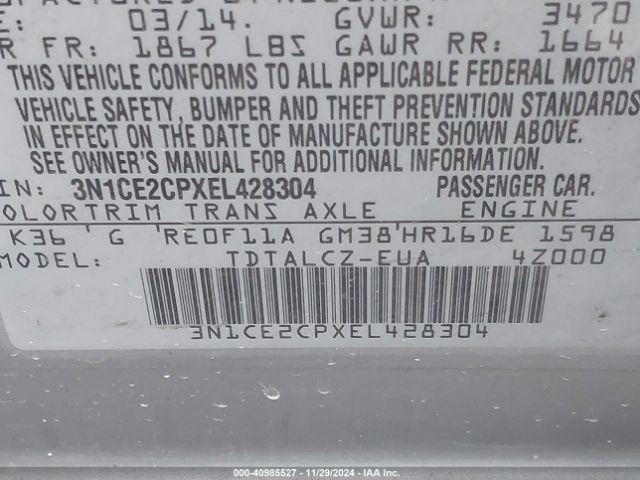 03/14. GVWR: 3470
FR: 1867 LBS GAWR RR: 1664
THIS VEHICLE CONFORMS TO ALL APPLICABLE FEDERAL MOTOR
VEHICLE SAFETY, BUMPER AND THEFT PREVENTION STANDARDS
IN EFFECT ON THE DATE OF MANUFACTURE SHOWN ABOVE.
SEE OWNER'S MANUAL FOR ADDITIONAL INFORMATION.
IN: 3N1CE2CPXEL428304 PASSENGER CAR.
OLORTRIM TRANS AXLE ENGINE
K36 G RE0F11A GM38 HR16DE 1598
MODEL: TDTALCZ-EUA 4Z000
3N1CE2CPXEL428304
000-40985527 - 11/29/2024 - IAA Inc.